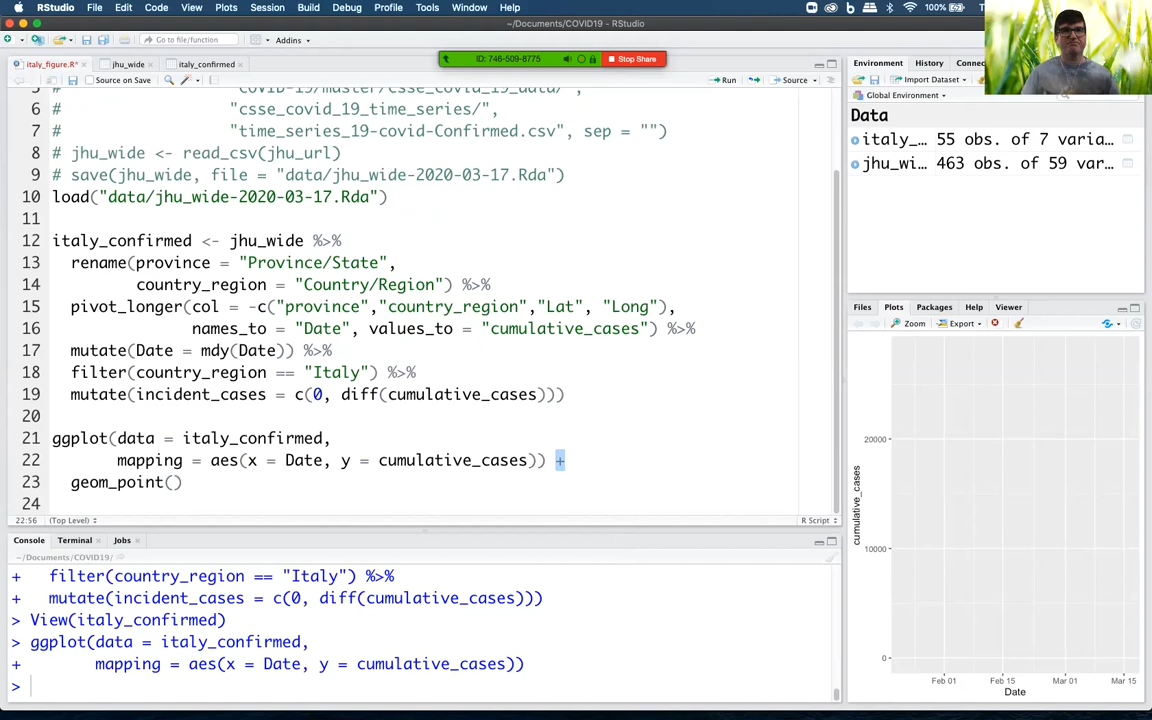 RStudio File Edit Code View Plots Session Build Debug Profile Tools Window Help 100%
~/Documents/COVID19 - RStudio
Go to file/function Addins
ID: 746-509-8775 Stop Share
italy_figure.R* jhu_wide italy_confirmed
Source on Save Run Source
5 # "COVID-19/master/csse_covid_19_data/",
6 # "csse_covid_19_time_series/",
7 # "time_series_19-covid-Confirmed.csv", sep = "")
8 # jhu_wide <- read_csv(jhu_url)
9 # save(jhu_wide, file = "data/jhu_wide-2020-03-17.Rda")
10 load("data/jhu_wide-2020-03-17.Rda")
11
12 italy_confirmed <- jhu_wide %>%
13 rename(province = "Province/State",
14 country_region = "Country/Region") %>%
15 pivot_longer(col = -c("province","country_region","Lat", "Long"),
16 names_to = "Date", values_to = "cumulative_cases") %>%
17 mutate(Date = mdy(Date)) %>%
18 filter(country_region == "Italy") %>%
19 mutate(incident_cases = c(0, diff(cumulative_cases)))
20
21 ggplot(data = italy_confirmed,
22 mapping = aes(x = Date, y = cumulative_cases)) +
23 geom_point()
24
22:56 (Top Level) R Script
Console Terminal Jobs
~/Documents/COVID19/
+ filter(country_region == "Italy") %>%
+ mutate(incident_cases = c(0, diff(cumulative_cases)))
> View(italy_confirmed)
> ggplot(data = italy_confirmed,
+ mapping = aes(x = Date, y = cumulative_cases))
>
Environment History Connec
Import Dataset
Global Environment
Data
italy_… 55 obs. of 7 varia…
jhu_wi… 463 obs. of 59 var…
Files Plots Packages Help Viewer
Zoom Export
cumulative_cases
20000
10000
0
Feb 01 Feb 15 Mar 01 Mar 15
Date